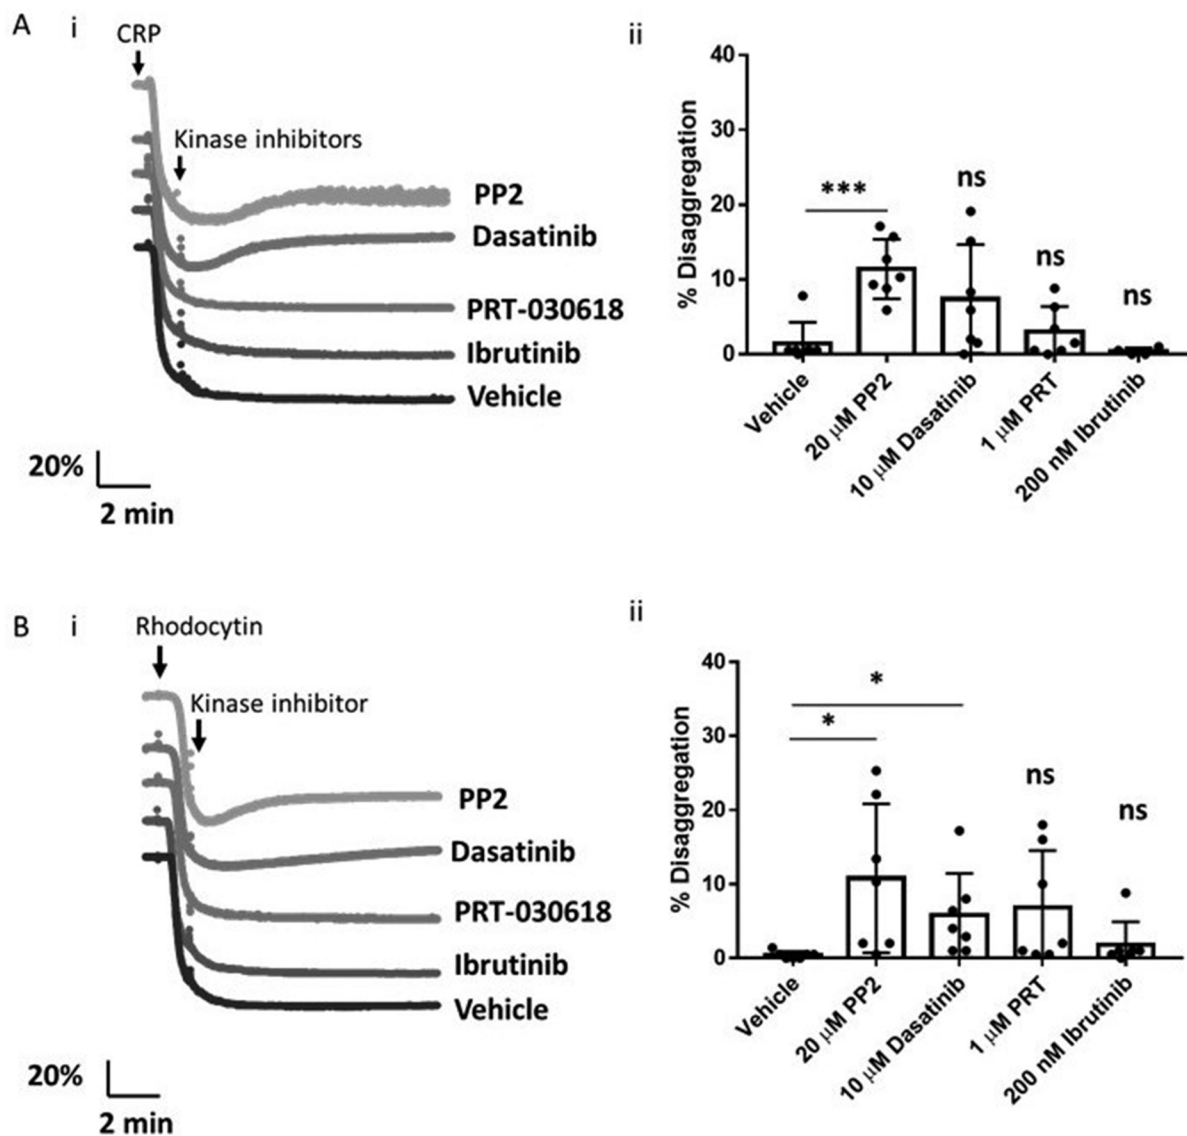 A i ii
CRP
Kinase inhibitors
PP2
Dasatinib
PRT-030618
Ibrutinib
Vehicle
20%
2 min
% Disaggregation
40
30
20
10
0
***
ns
ns
ns
Vehicle
20 μM PP2
10 μM Dasatinib
1 μM PRT
200 nM Ibrutinib
B i ii
Rhodocytin
Kinase inhibitor
PP2
Dasatinib
PRT-030618
Ibrutinib
Vehicle
20%
2 min
% Disaggregation
40
30
20
10
0
*
*
ns
ns
Vehicle
20 μM PP2
10 μM Dasatinib
1 μM PRT
200 nM Ibrutinib